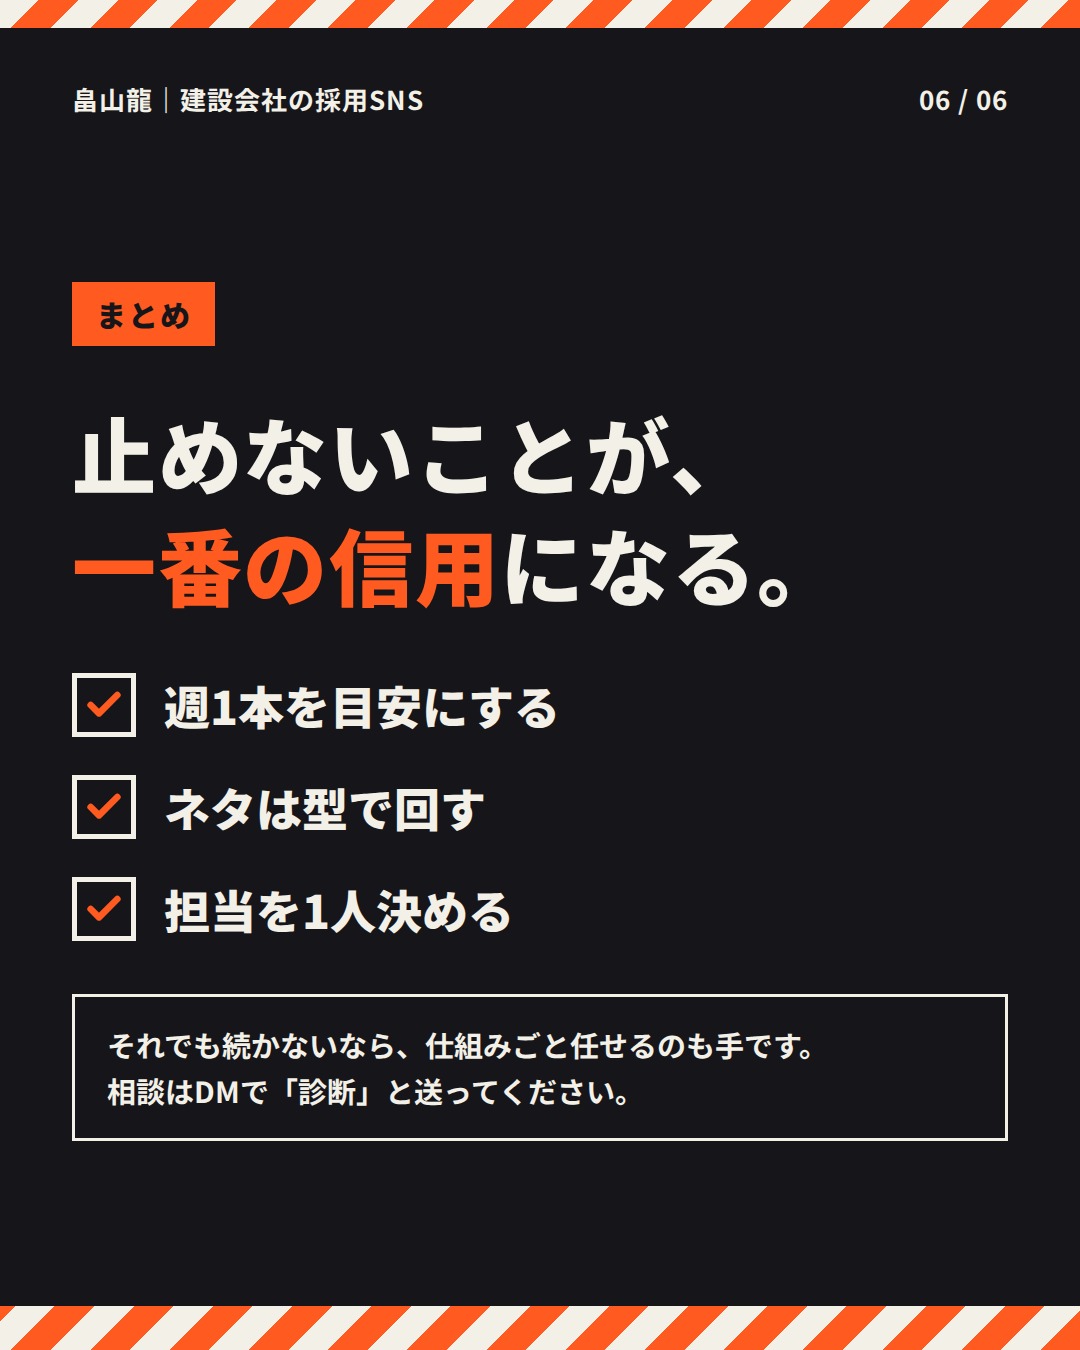 畠山龍｜建設会社の採用SNS
06 / 06
まとめ
止めないことが、
一番の信用になる。
週1本を目安にする
ネタは型で回す
担当を1人決める
それでも続かないなら、仕組みごと任せるのも手です。
相談はDMで「診断」と送ってください。